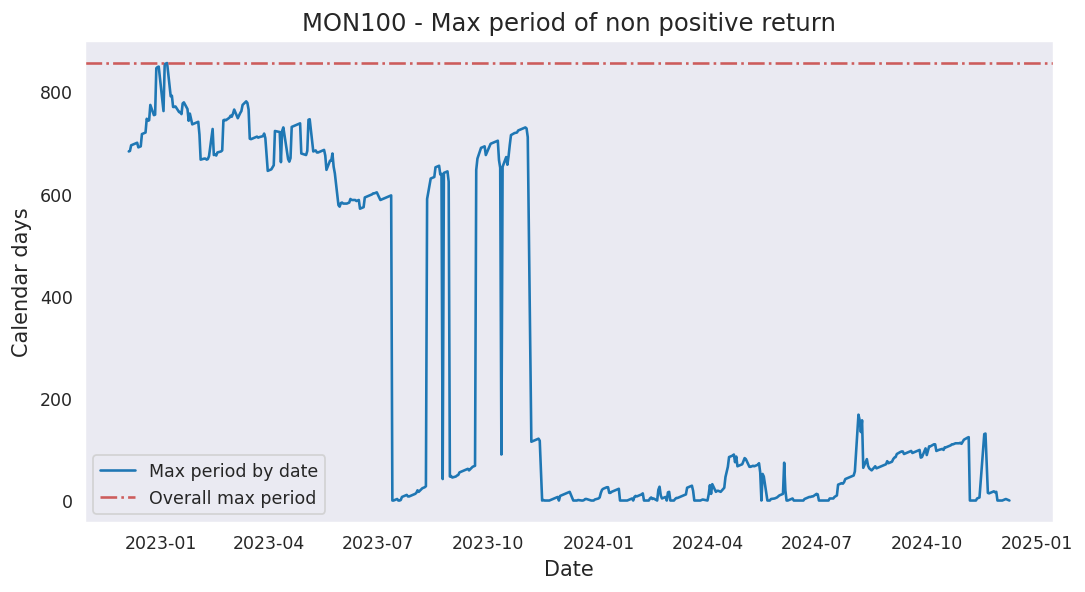 MON100 - Max period of non positive return
Calendar days
800
600
400
200
0
Max period by date
Overall max period
2023-01 2023-04 2023-07 2023-10 2024-01 2024-04 2024-07 2024-10 2025-01
Date